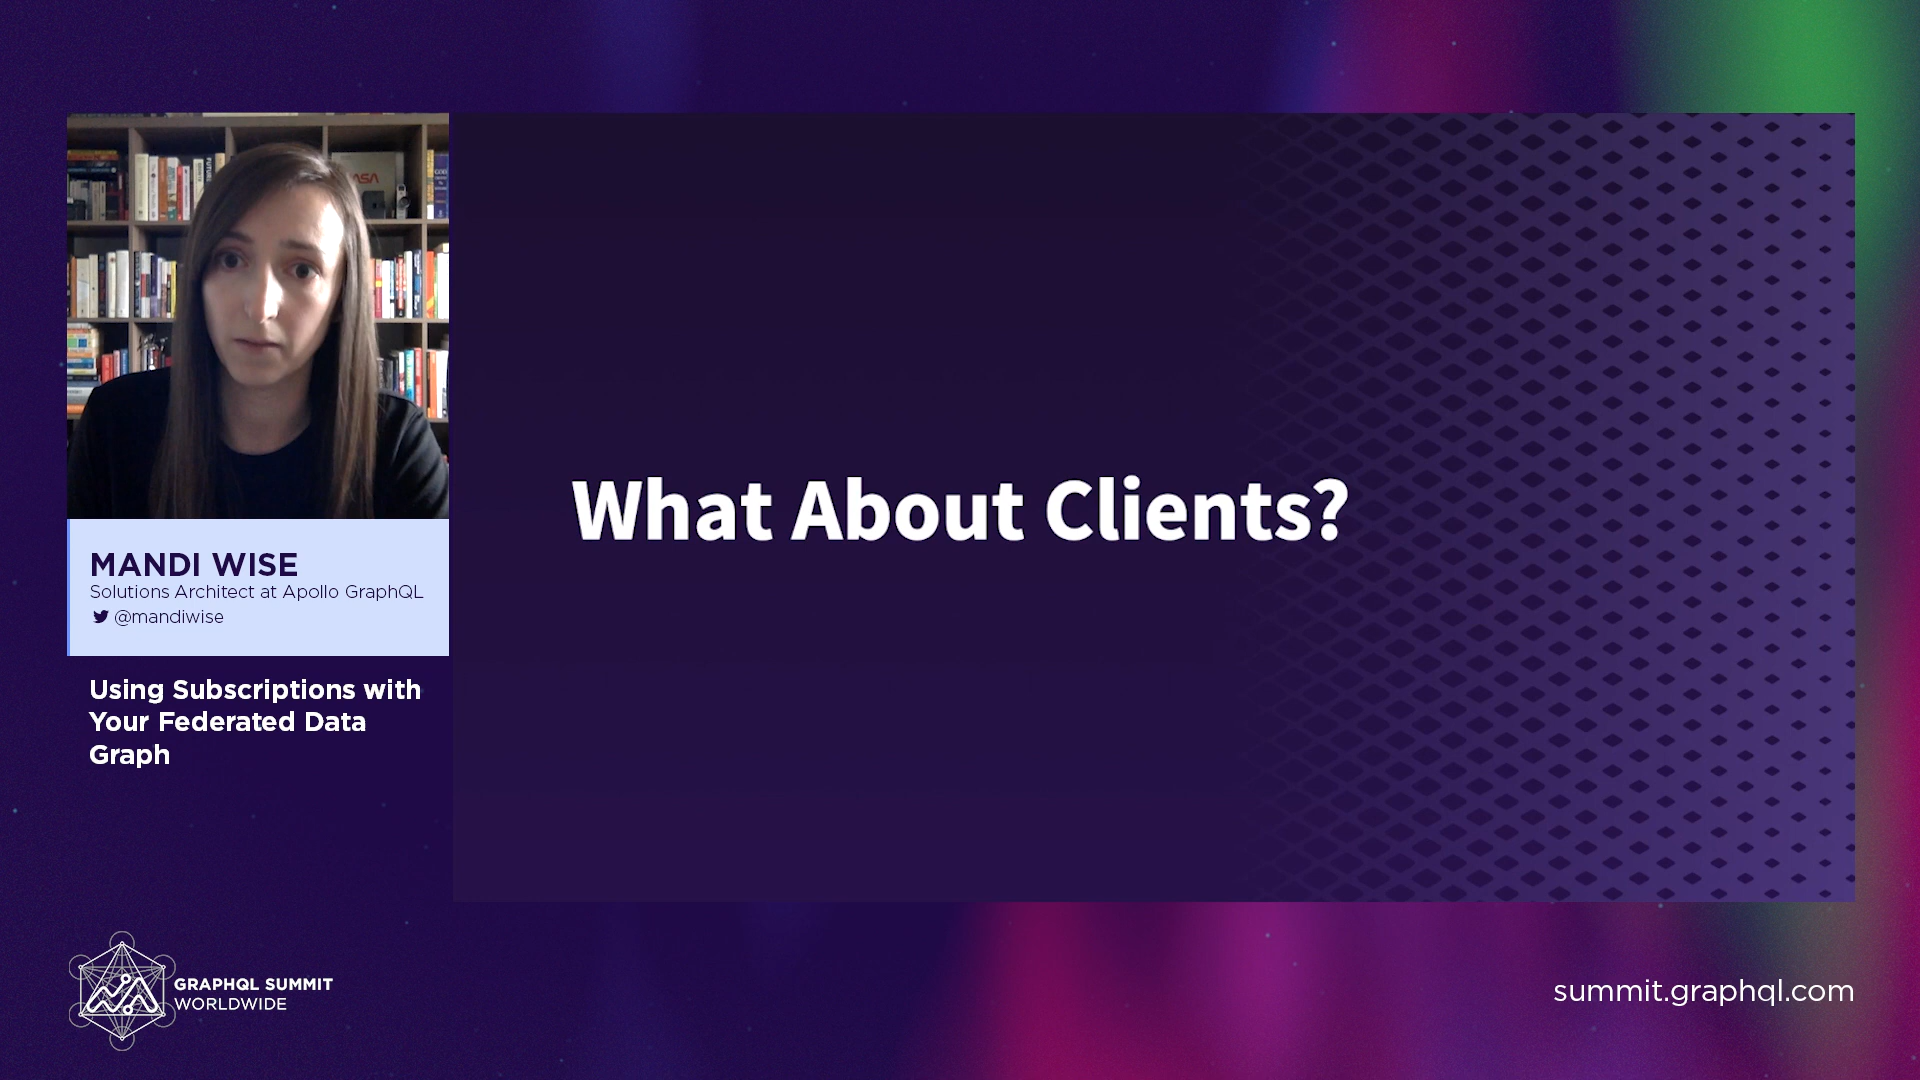 What About Clients?
MANDI WISE
Solutions Architect at Apollo GraphQL
@mandiwise
Using Subscriptions with
Your Federated Data
Graph
GRAPHQL SUMMIT
WORLDWIDE
summit.graphql.com